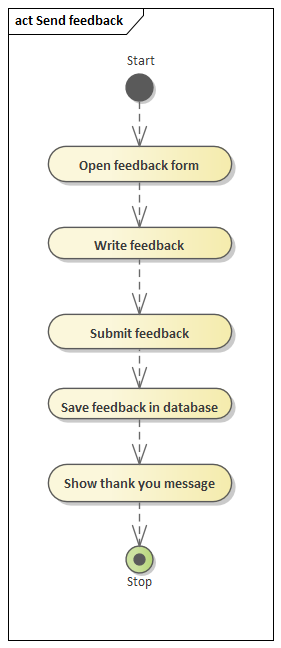 act Send feedback
Start
Open feedback form
Write feedback
Submit feedback
Save feedback in database
Show thank you message
Stop